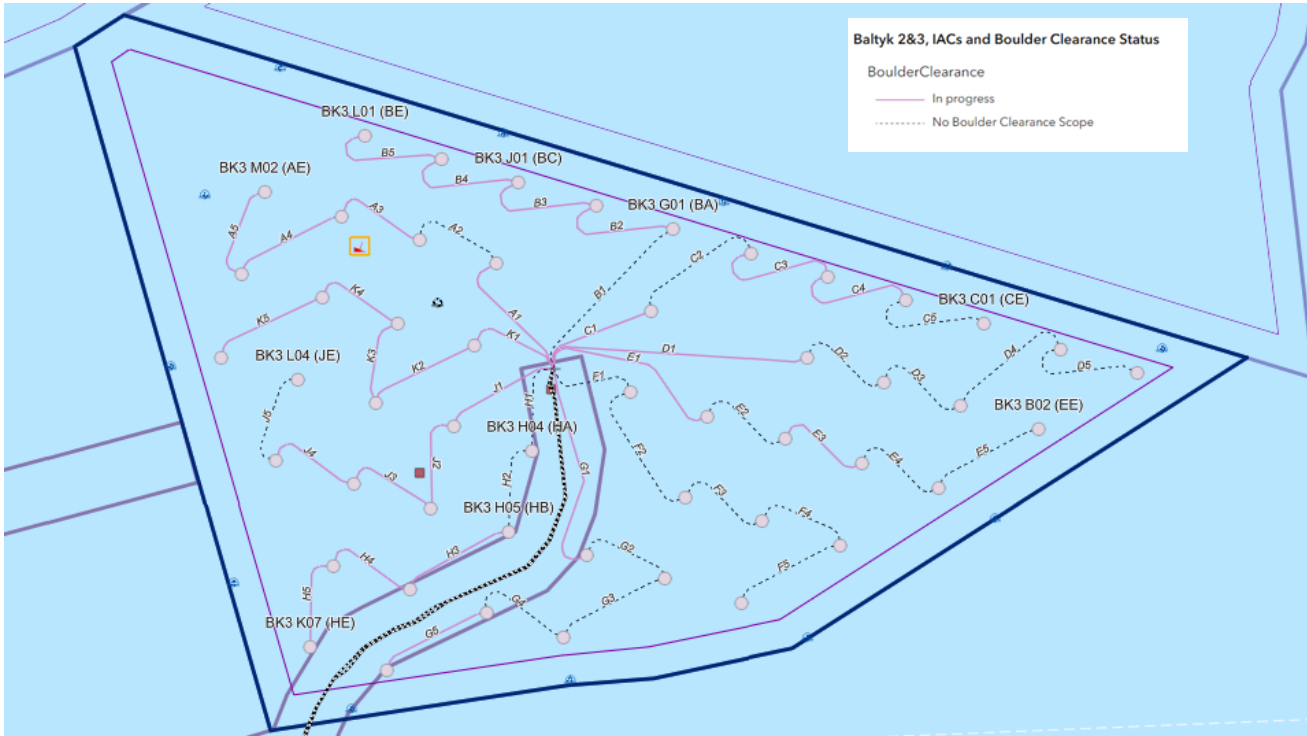 Baltyk 2&3, IACs and Boulder Clearance Status
BoulderClearance
In progress
No Boulder Clearance Scope
BK3 L01 (BE)
B5
BK3 J01 (BC)
BK3 M02 (AE)
B4
A3
B3
BK3 G01 (BA)
A5
A4
A2
B2
C2
C3
K4
B1
C4
BK3 C01 (CE)
K5
A1
C1
C5
K1
D1
D4
BK3 L04 (JE)
K3
K2
E1
D2
D5
J1
F1
D3
H1
E2
BK3 B02 (EE)
J5
BK3 H04 (HA)
E3
J4
J2
F2
E4
E5
J3
H2
G1
F3
BK3 H05 (HB)
F4
H4
H3
G2
F5
H5
G4
G3
BK3 K07 (HE)
G5